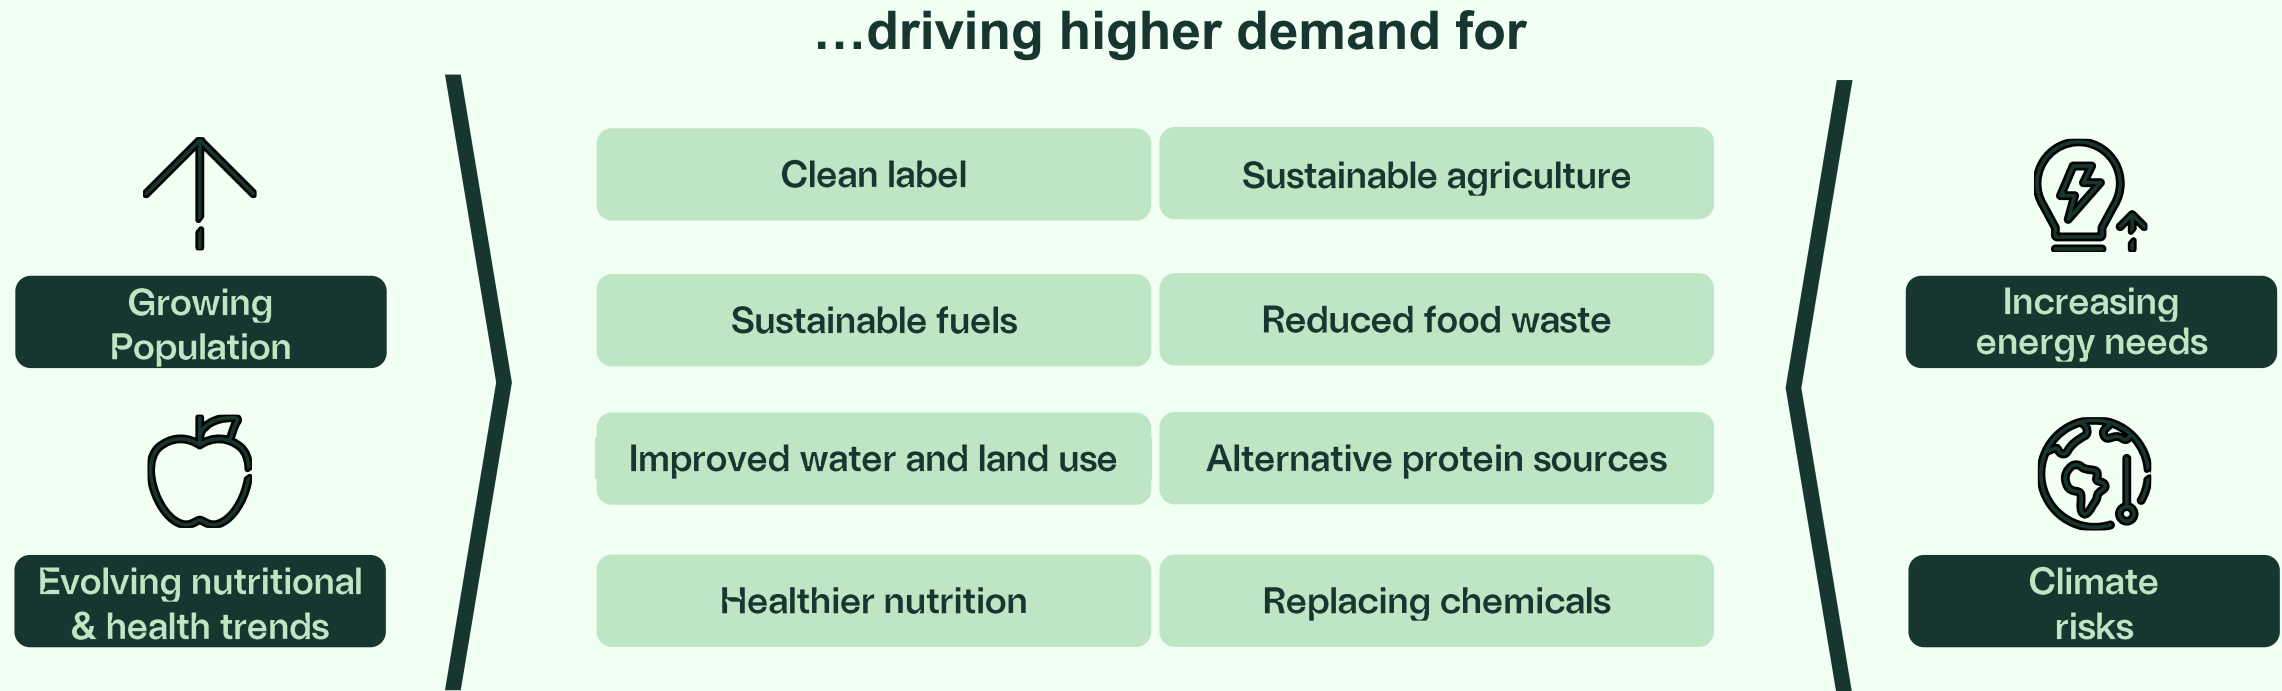 …driving higher demand for
Growing
Population
Evolving nutritional
& health trends
Clean label
Sustainable agriculture
Sustainable fuels
Reduced food waste
Improved water and land use
Alternative protein sources
Healthier nutrition
Replacing chemicals
Increasing
energy needs
Climate
risks